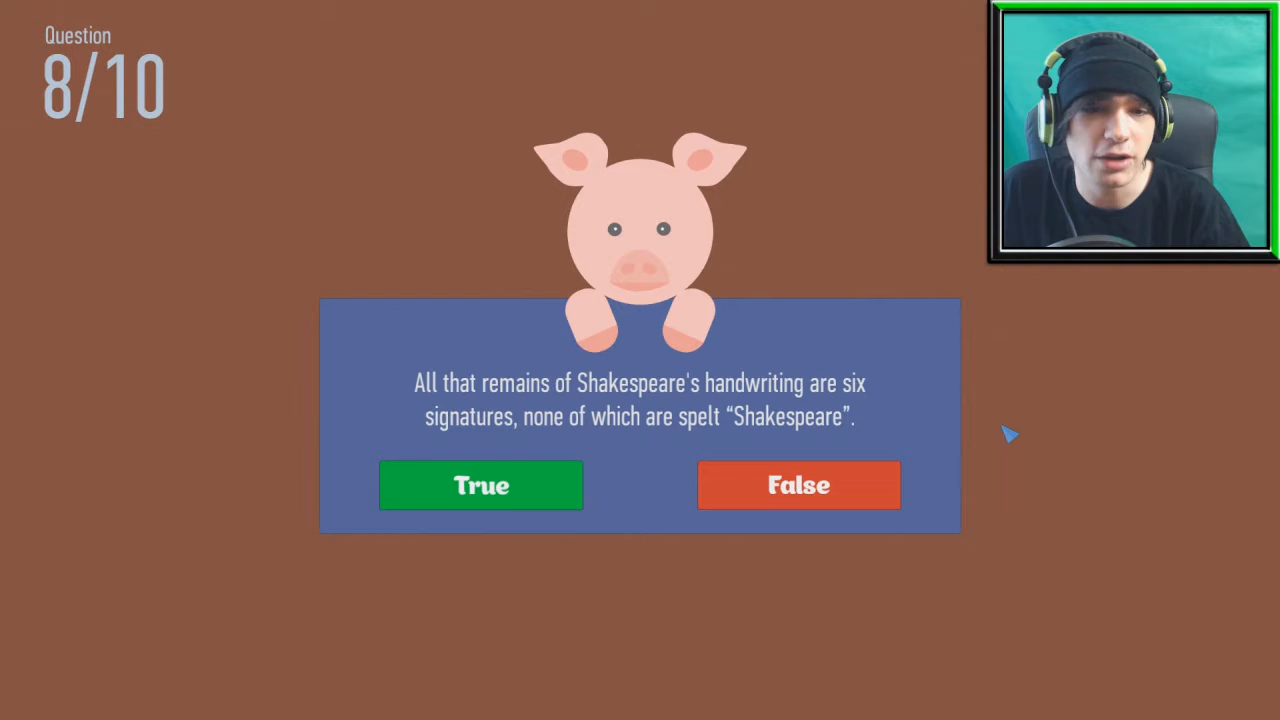 Question
8/10
All that remains of Shakespeare's handwriting are six
signatures, none of which are spelt “Shakespeare”.
True
False